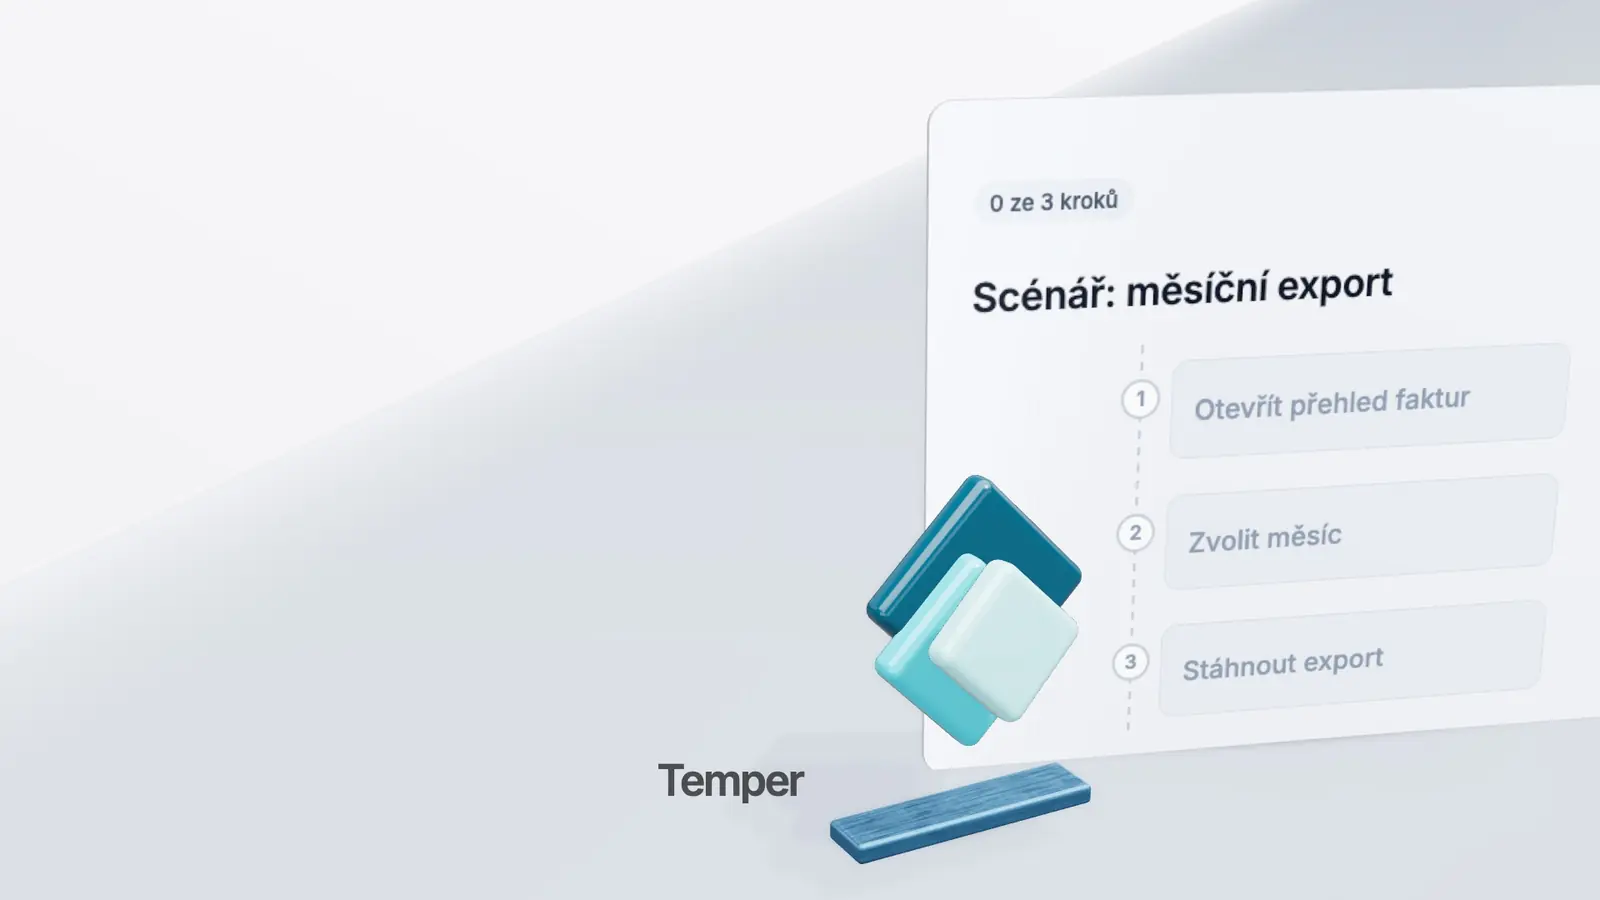 0 ze 3 kroků
Scénář: měsíční export
1 Otevřít přehled faktur
2 Zvolit měsíc
3 Stáhnout export
Temper